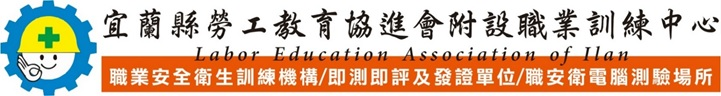 宜蘭縣勞工教育協進會附設職業訓練中心
Labor Education Association of Ilan
職業安全衛生訓練機構/即測即評及發證單位/職安衛電腦測驗場所